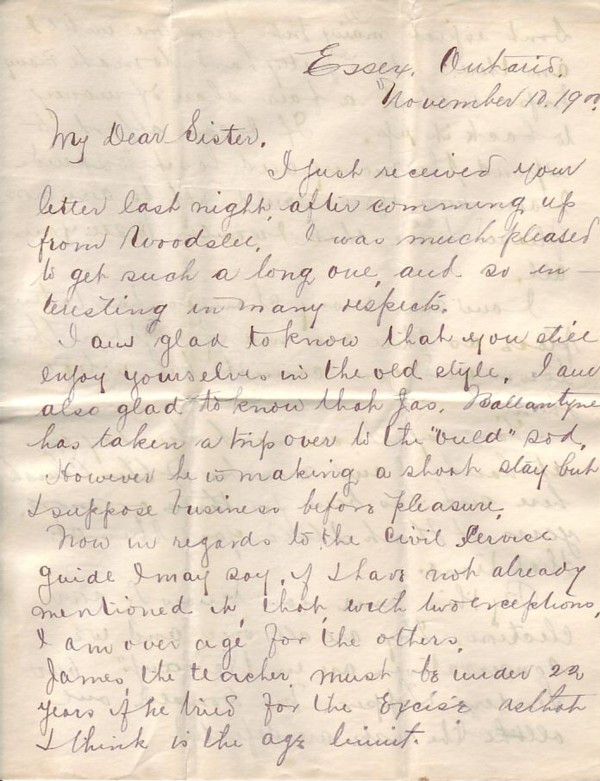 Essex, Ontario.
November 10, 1900
My Dear Sister,
I just received your
letter last night, after comming up
from Woodslee, I was much pleased
to get such a long one, and so in-
teresting in many respects.
I am glad to know that you still
enjoy yourselves in the old style, I am
also glad to know that Jas. Ballantyne
has taken a trip over to the "ould" sod,
However he is making a short stay but
I suppose business before pleasure,
Now in regards to the Civil Service
guide I may say, if I have not already
mentioned it, that, with two exceptions,
I am over age for the others,
James, the teacher, must be under 22
years if he tried for the Excise as that
I think is the age limit.